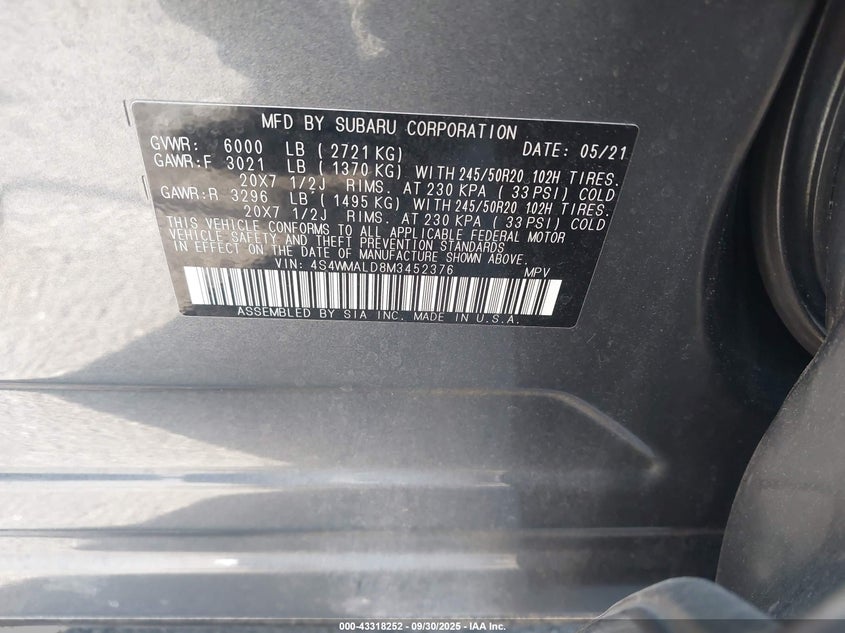 MFD BY SUBARU CORPORATION
GVWR: 6000 LB (2721 KG) DATE: 05/21
GAWR:F 3021 LB (1370 KG) WITH 245/50R20 102H TIRES.
20X7 1/2J RIMS. AT 230 KPA (33 PSI) COLD
GAWR:R 3296 LB (1495 KG) WITH 245/50R20 102H TIRES.
20X7 1/2J RIMS. AT 230 KPA (33 PSI) COLD
THIS VEHICLE CONFORMS TO ALL APPLICABLE FEDERAL MOTOR
VEHICLE SAFETY AND THEFT PREVENTION STANDARDS
IN EFFECT ON THE DATE OF MANUFACTURE SHOWN ABOVE.
VIN: 4S4WMALD8M3452376 MPV
ASSEMBLED BY SIA INC. MADE IN U.S.A.
000-43318252 - 09/30/2025 - IAA Inc.